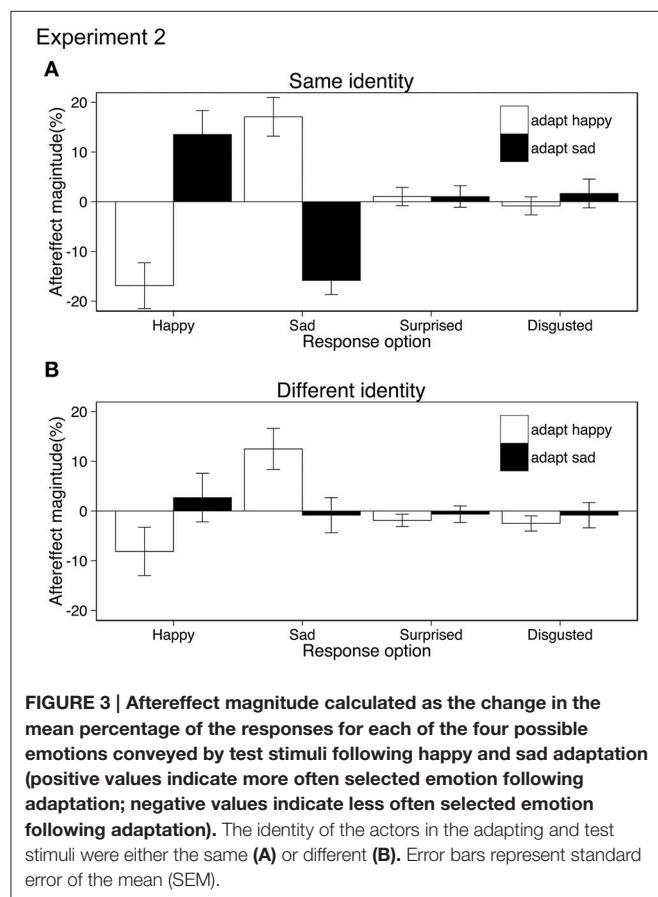 Experiment 2
A
Same identity
Aftereffect magintude(%)
20
10
0
-10
-20
adapt happy
adapt sad
Happy
Sad
Surprised
Disgusted
Response option
B
Different identity
Aftereffect magintude(%)
20
10
0
-10
-20
adapt happy
adapt sad
Happy
Sad
Surprised
Disgusted
Response option
FIGURE 3 | Aftereffect magnitude calculated as the change in the
mean percentage of the responses for each of the four possible
emotions conveyed by test stimuli following happy and sad adaptation
(positive values indicate more often selected emotion following
adaptation; negative values indicate less often selected emotion
following adaptation). The identity of the actors in the adapting and test
stimuli were either the same (A) or different (B). Error bars represent standard
error of the mean (SEM).